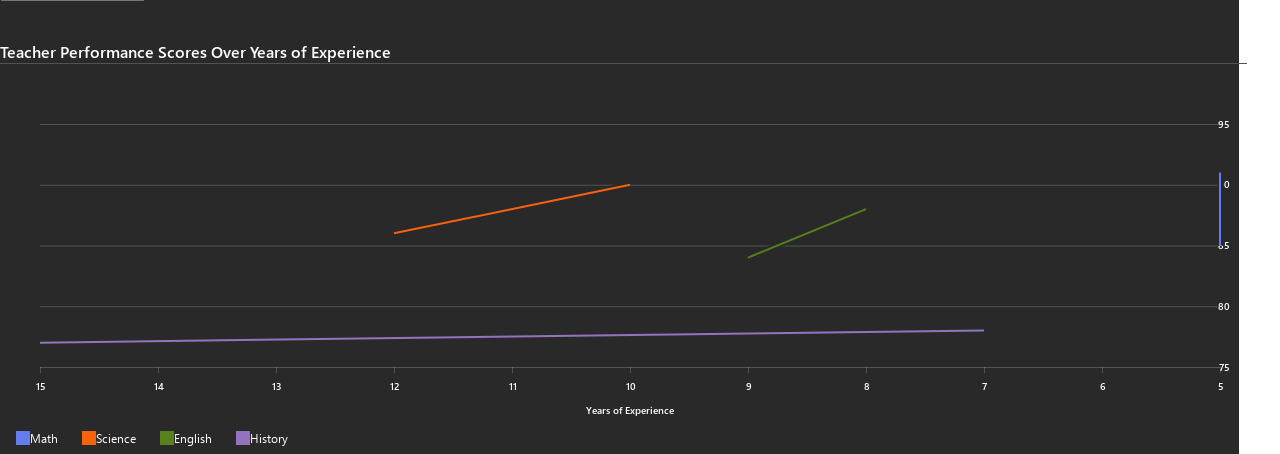 Teacher Performance Scores Over Years of Experience
95
0
85
80
75
15 14 13 12 11 10 9 8 7 6 5
Years of Experience
Math Science English History